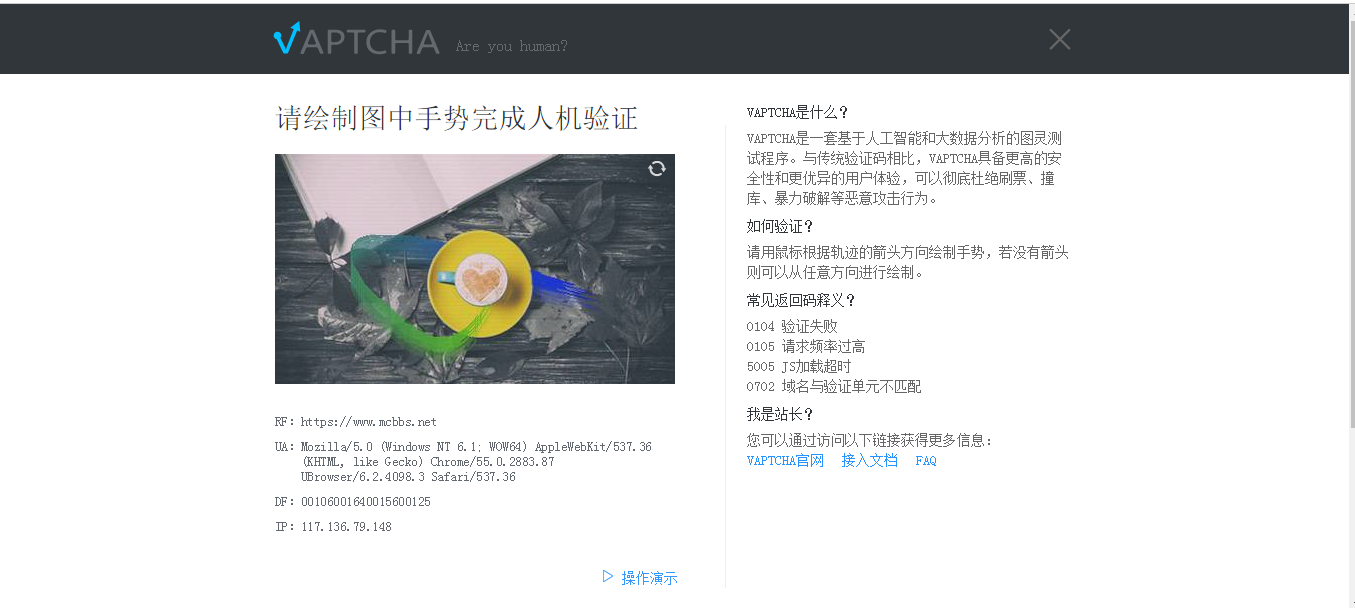 VAPTCHA Are you human?
请绘制图中手势完成人机验证
RF: https://www.mcbbs.net
UA: Mozilla/5.0 (Windows NT 6.1; WOW64) AppleWebKit/537.36
(KHTML, like Gecko) Chrome/55.0.2883.87
UBrowser/6.2.4098.3 Safari/537.36
DF: 00106001640015600125
IP: 117.136.79.148
操作演示
VAPTCHA是什么？
VAPTCHA是一套基于人工智能和大数据分析的图灵测
试程序。与传统验证码相比，VAPTCHA具备更高的安
全性和更优异的用户体验，可以彻底杜绝刷票、撞
库、暴力破解等恶意攻击行为。
如何验证？
请用鼠标根据轨迹的箭头方向绘制手势，若没有箭头
则可以从任意方向进行绘制。
常见返回码释义？
0104 验证失败
0105 请求频率过高
5005 JS加载超时
0702 域名与验证单元不匹配
我是站长？
您可以通过访问以下链接获得更多信息：
VAPTCHA官网 接入文档 FAQ